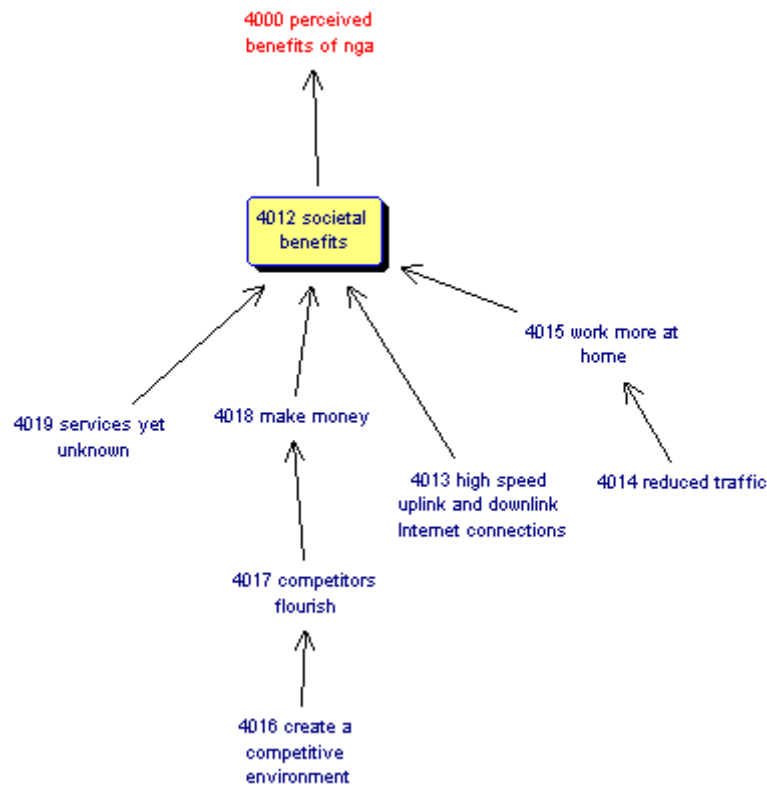 4000 perceived
benefits of nga
4012 societal
benefits
4015 work more at
home
4019 services yet
unknown
4018 make money
4013 high speed
uplink and downlink
Internet connections
4014 reduced traffic
4017 competitors
flourish
4016 create a
competitive
environment